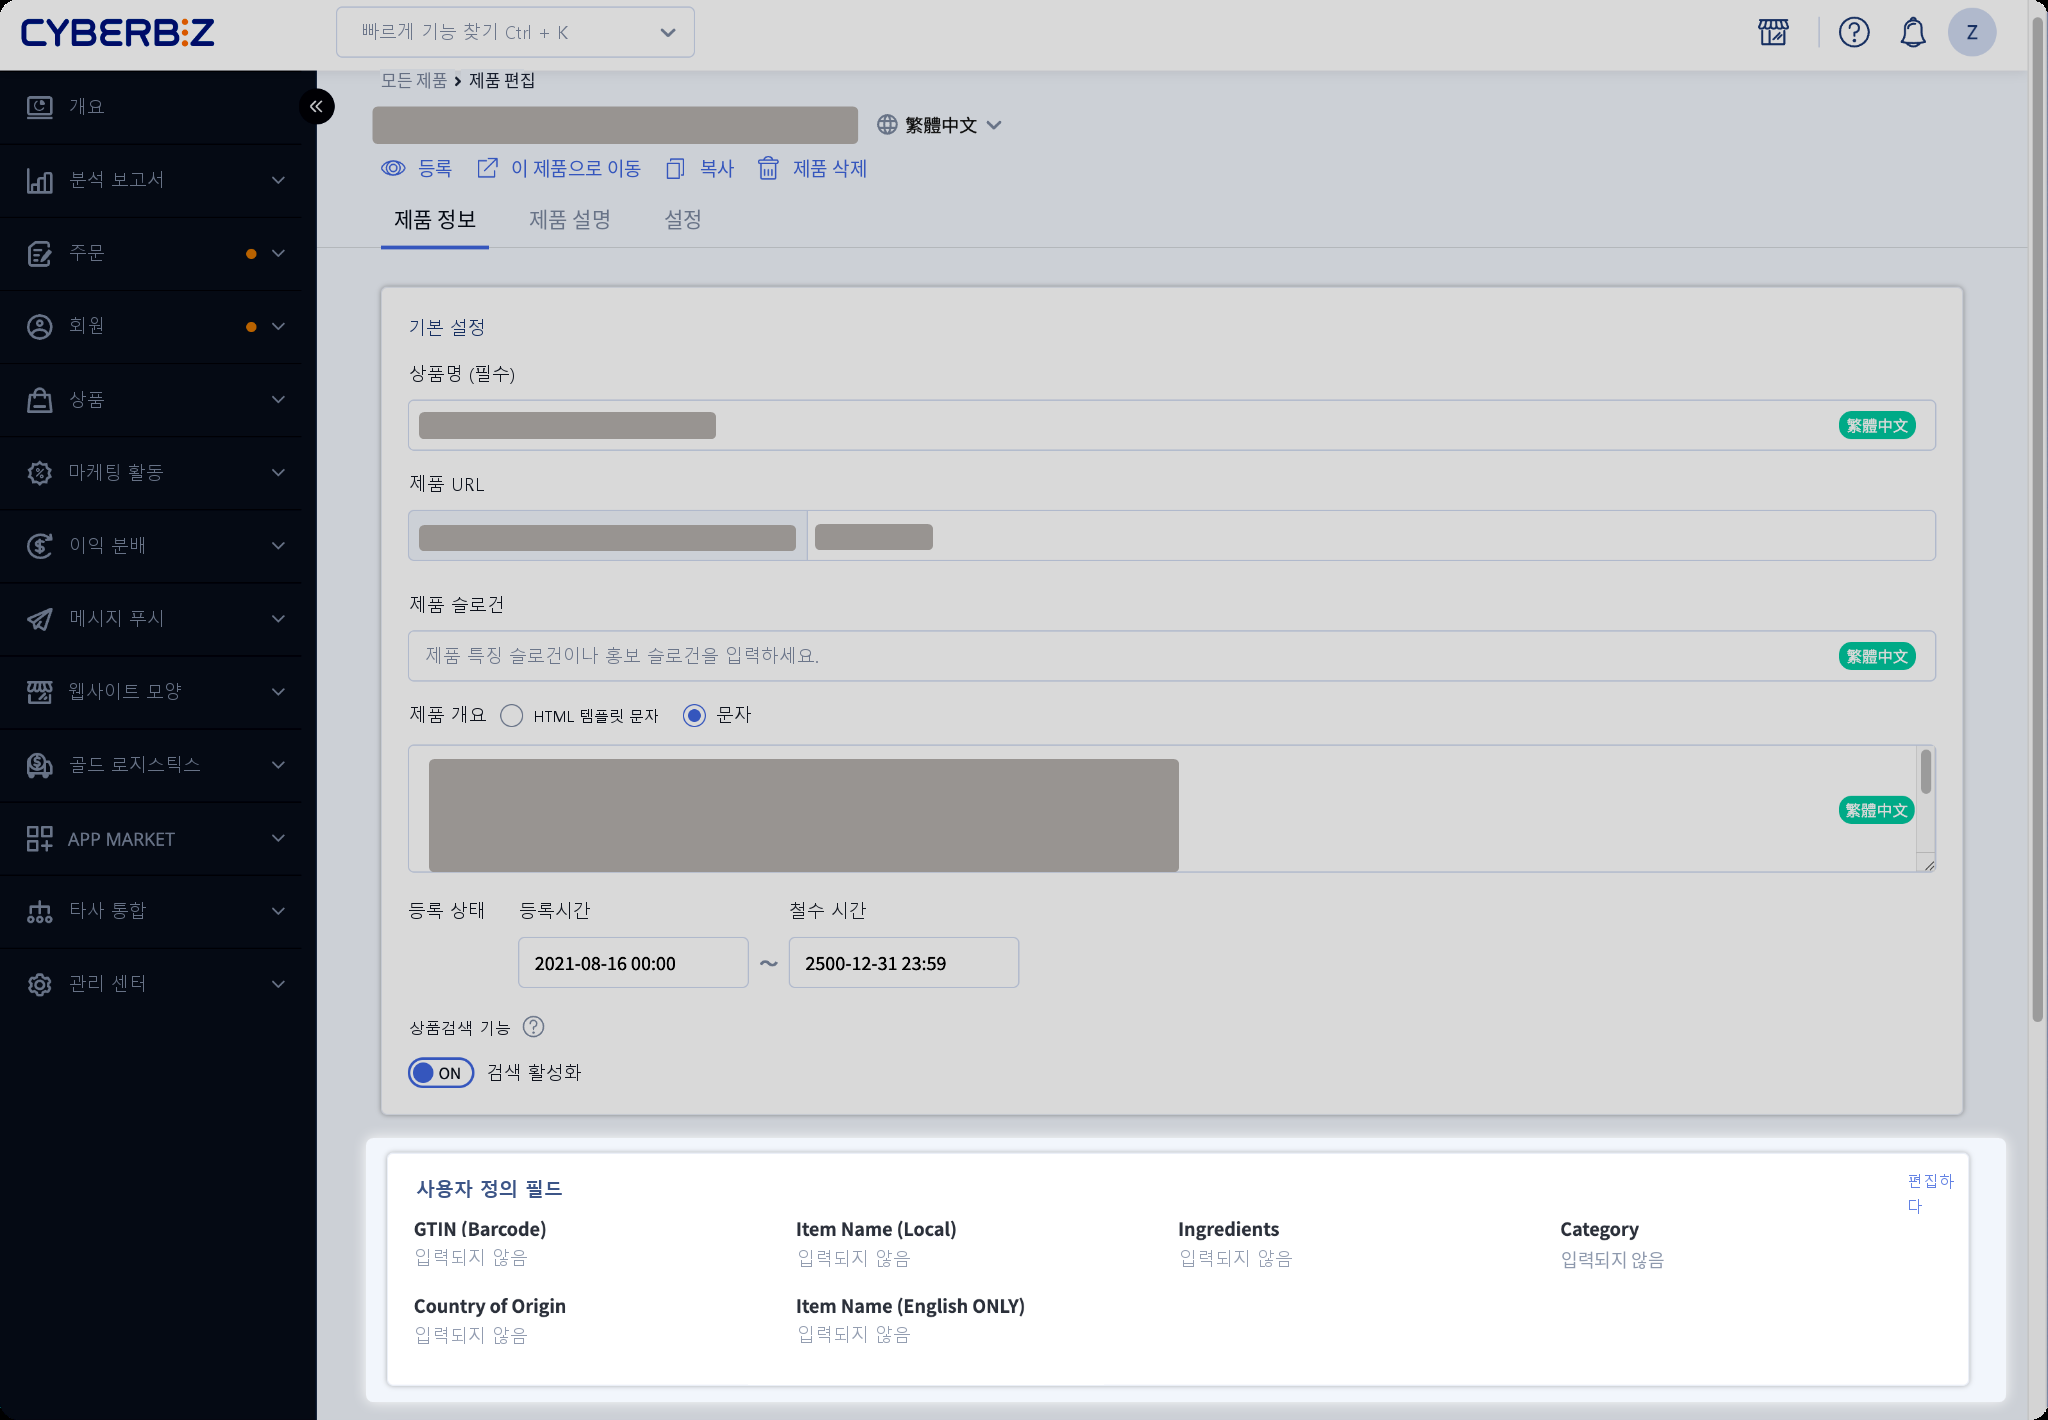 CYBERBIZ
빠르게 기능 찾기 Ctrl + K
Z
모든 제품 > 제품 편집
繁體中文
등록 이 제품으로 이동 복사 제품 삭제
제품 정보 제품 설명 설정
개요
분석 보고서
주문
회원
상품
마케팅 활동
이익 분배
메시지 푸시
웹사이트 모양
골드 로지스틱스
APP MARKET
타사 통합
관리 센터
기본 설정
상품명 (필수)
繁體中文
제품 URL
제품 슬로건
제품 특징 슬로건이나 홍보 슬로건을 입력하세요.
繁體中文
제품 개요 HTML 템플릿 문자 문자
繁體中文
등록 상태 등록시간 철수 시간
2021-08-16 00:00 ~ 2500-12-31 23:59
상품검색 기능 ?
ON 검색 활성화
사용자 정의 필드
편집하
다
GTIN (Barcode) Item Name (Local) Ingredients Category
입력되지 않음 입력되지 않음 입력되지 않음 입력되지 않음
Country of Origin Item Name (English ONLY)
입력되지 않음 입력되지 않음